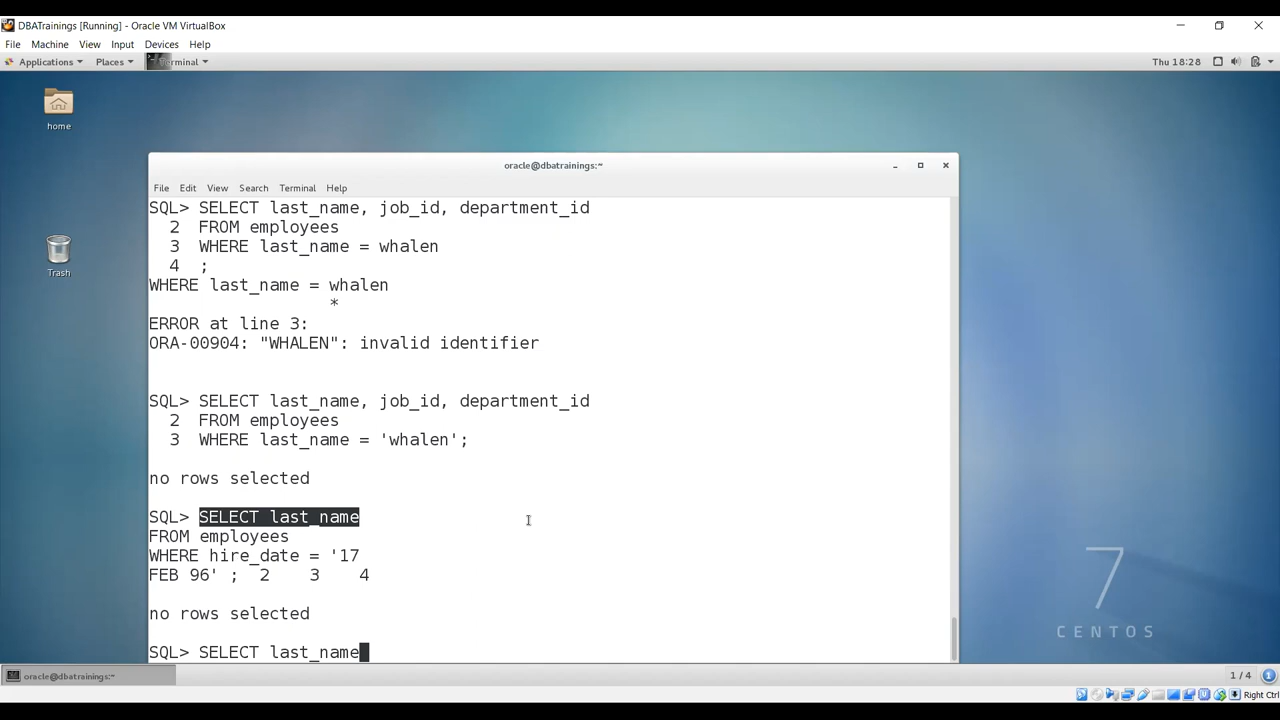 DBATrainings [Running] - Oracle VM VirtualBox
File Machine View Input Devices Help
Applications Places Terminal Thu 18:28
home
Trash
oracle@dbatrainings:~
File Edit View Search Terminal Help
SQL> SELECT last_name, job_id, department_id
2 FROM employees
3 WHERE last_name = whalen
4 ;
WHERE last_name = whalen
*
ERROR at line 3:
ORA-00904: "WHALEN": invalid identifier
SQL> SELECT last_name, job_id, department_id
2 FROM employees
3 WHERE last_name = 'whalen';
no rows selected
SQL> SELECT last_name
FROM employees
WHERE hire_date = '17
FEB 96' ; 2 3 4
no rows selected
SQL> SELECT last_name
7
CENTOS
oracle@dbatrainings:~
1 / 4
1
Right Ctrl